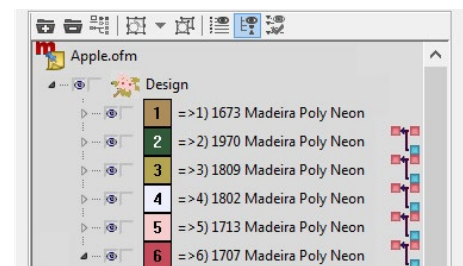 m
Apple.ofm
Design
1 =>1) 1673 Madeira Poly Neon
2 =>2) 1970 Madeira Poly Neon
3 =>3) 1809 Madeira Poly Neon
4 =>4) 1802 Madeira Poly Neon
5 =>5) 1713 Madeira Poly Neon
6 =>6) 1707 Madeira Poly Neon